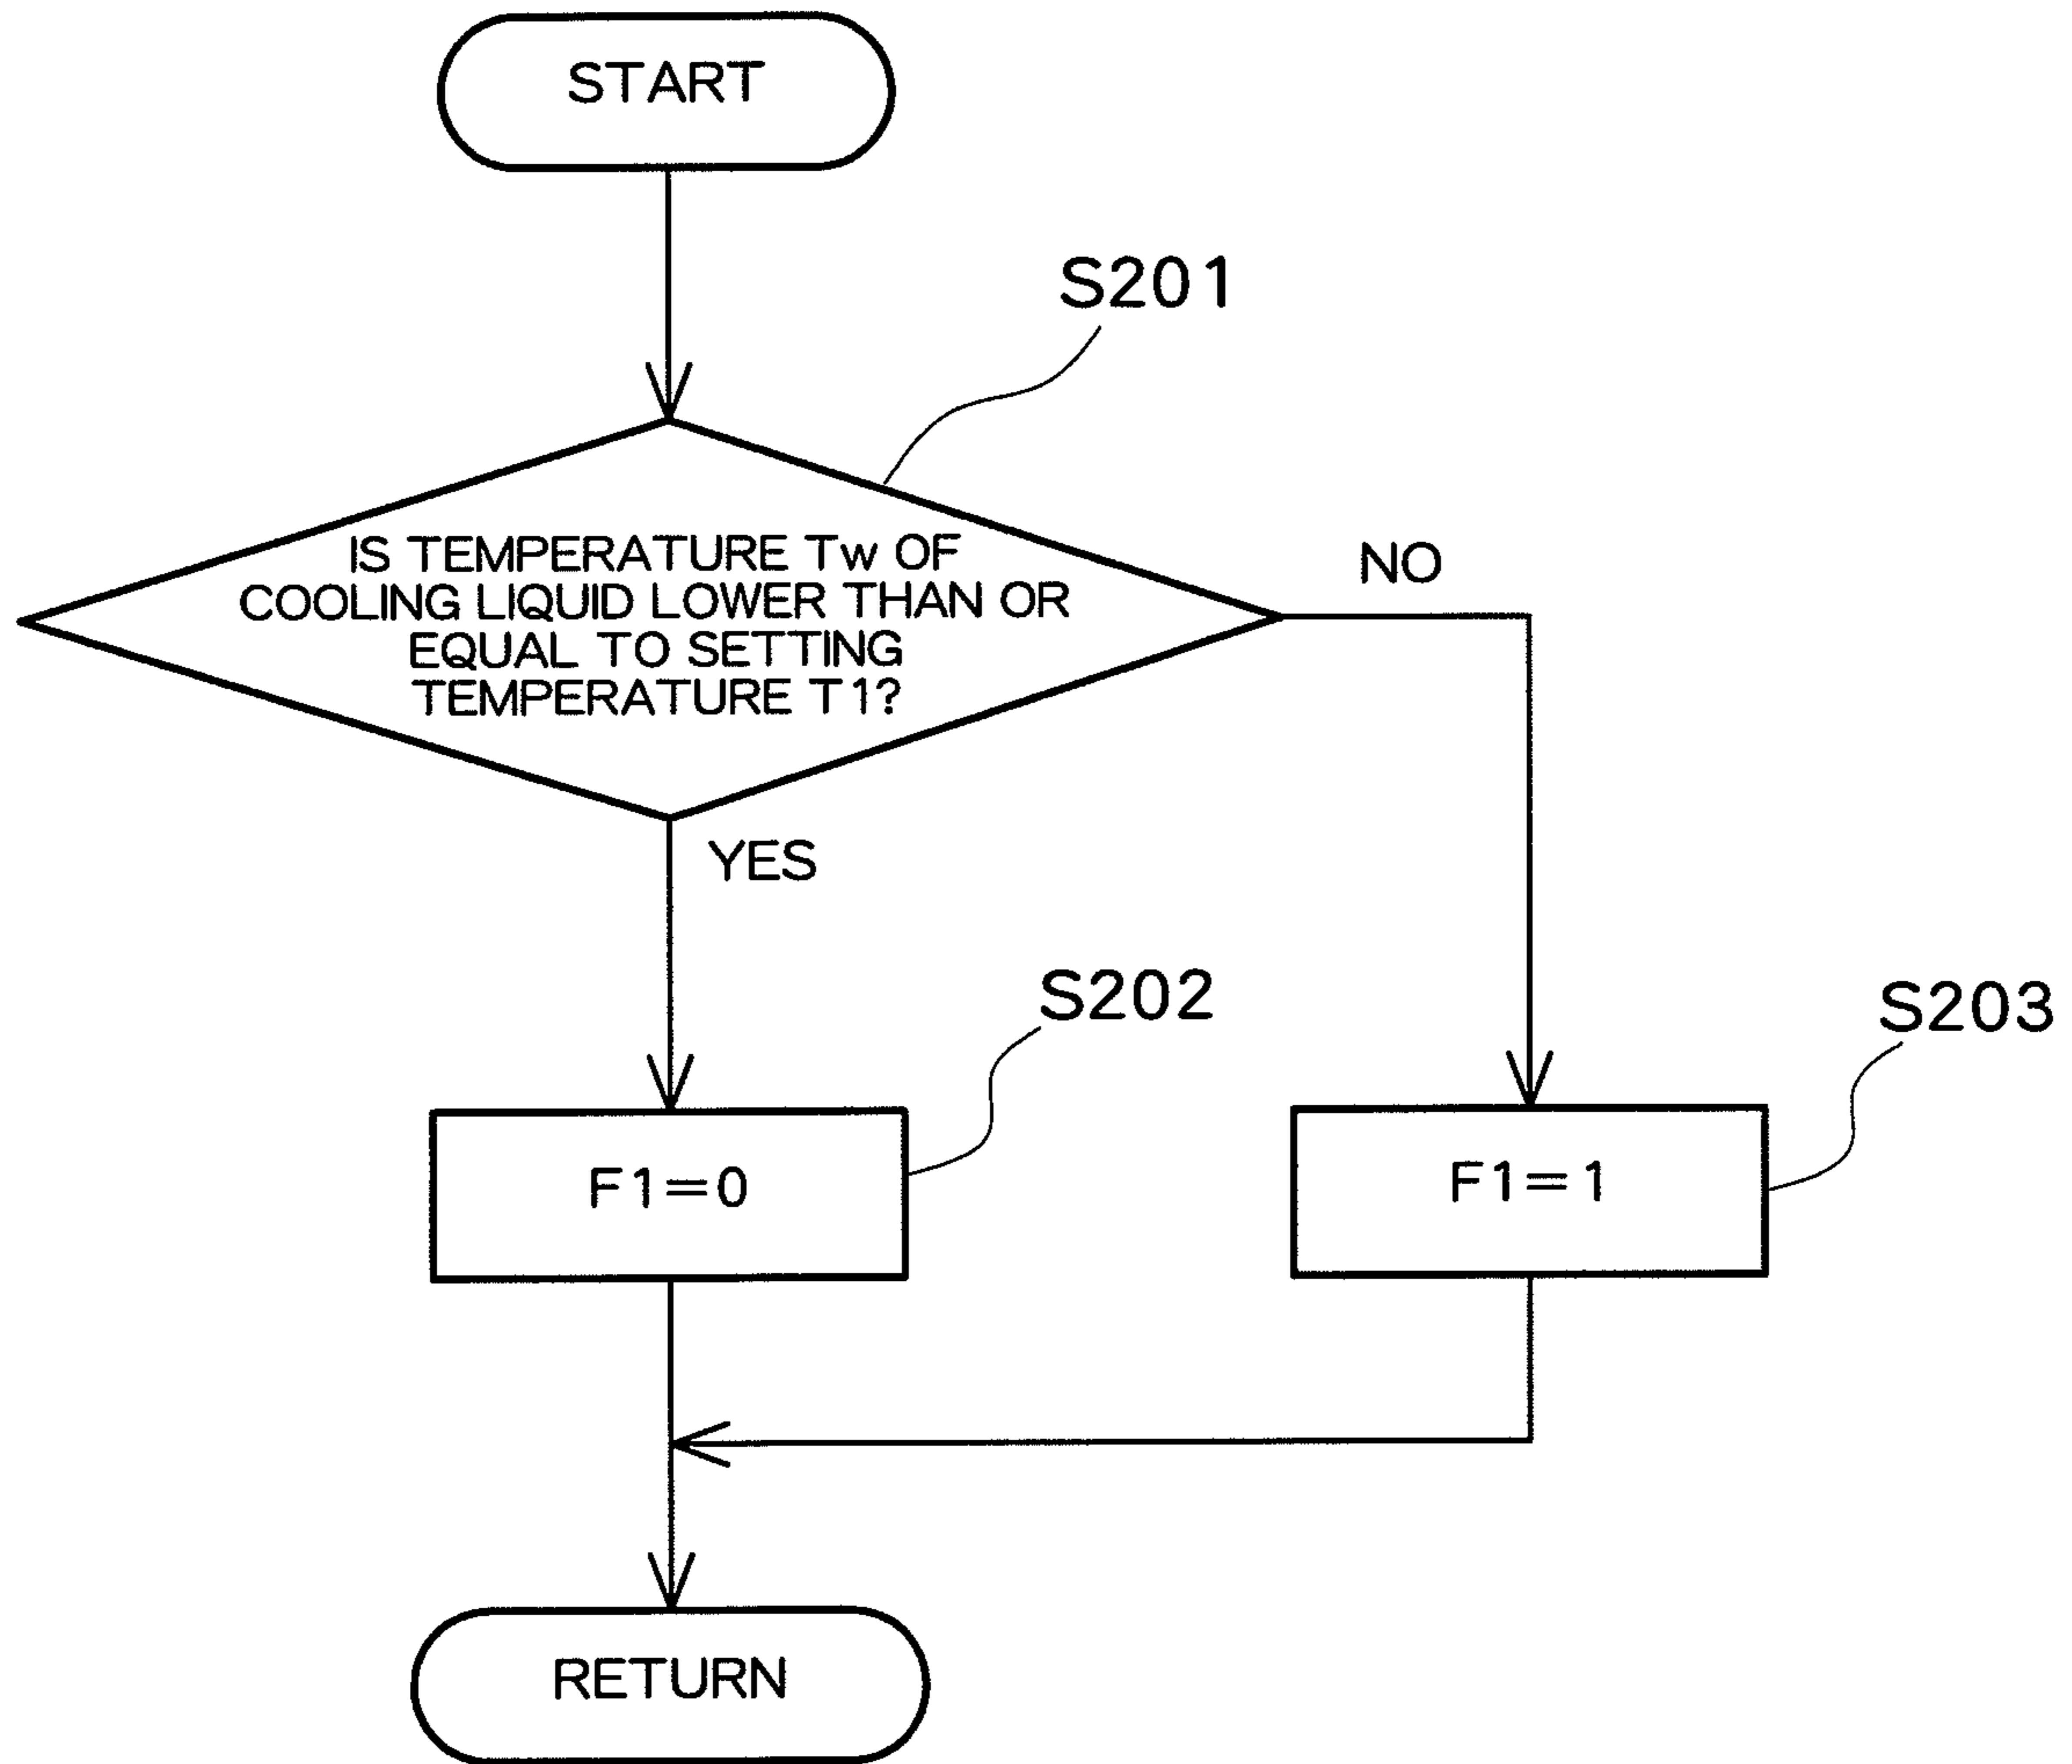 START
S201
IS TEMPERATURE Tw OF
COOLING LIQUID LOWER THAN OR
EQUAL TO SETTING
TEMPERATURE T1?
NO
YES
S202
S203
F1=0
F1=1
RETURN